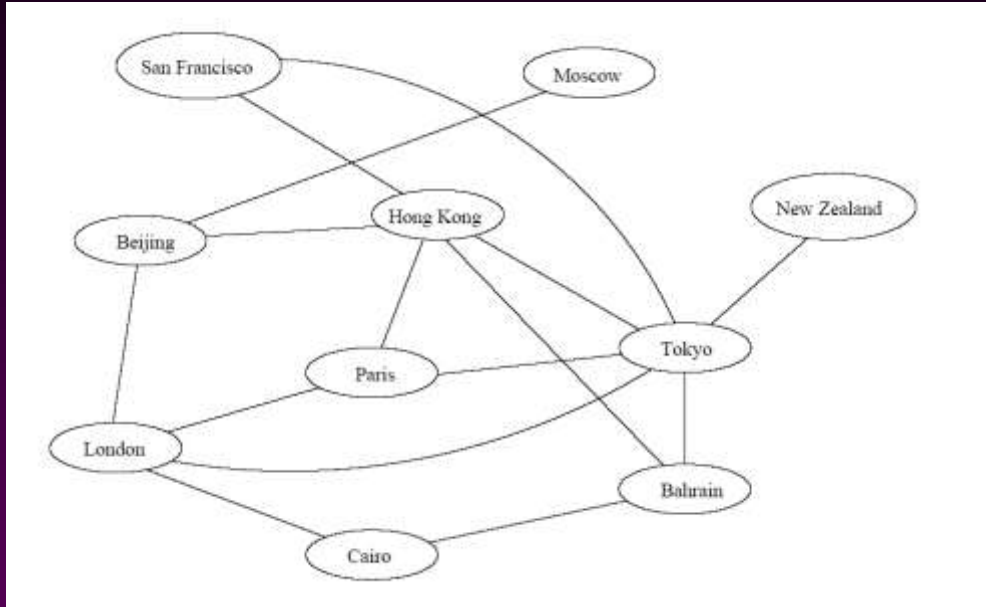 San Francisco
Moscow
New Zealand
Hong Kong
Beijing
Tokyo
Paris
London
Bahrain
Cairo